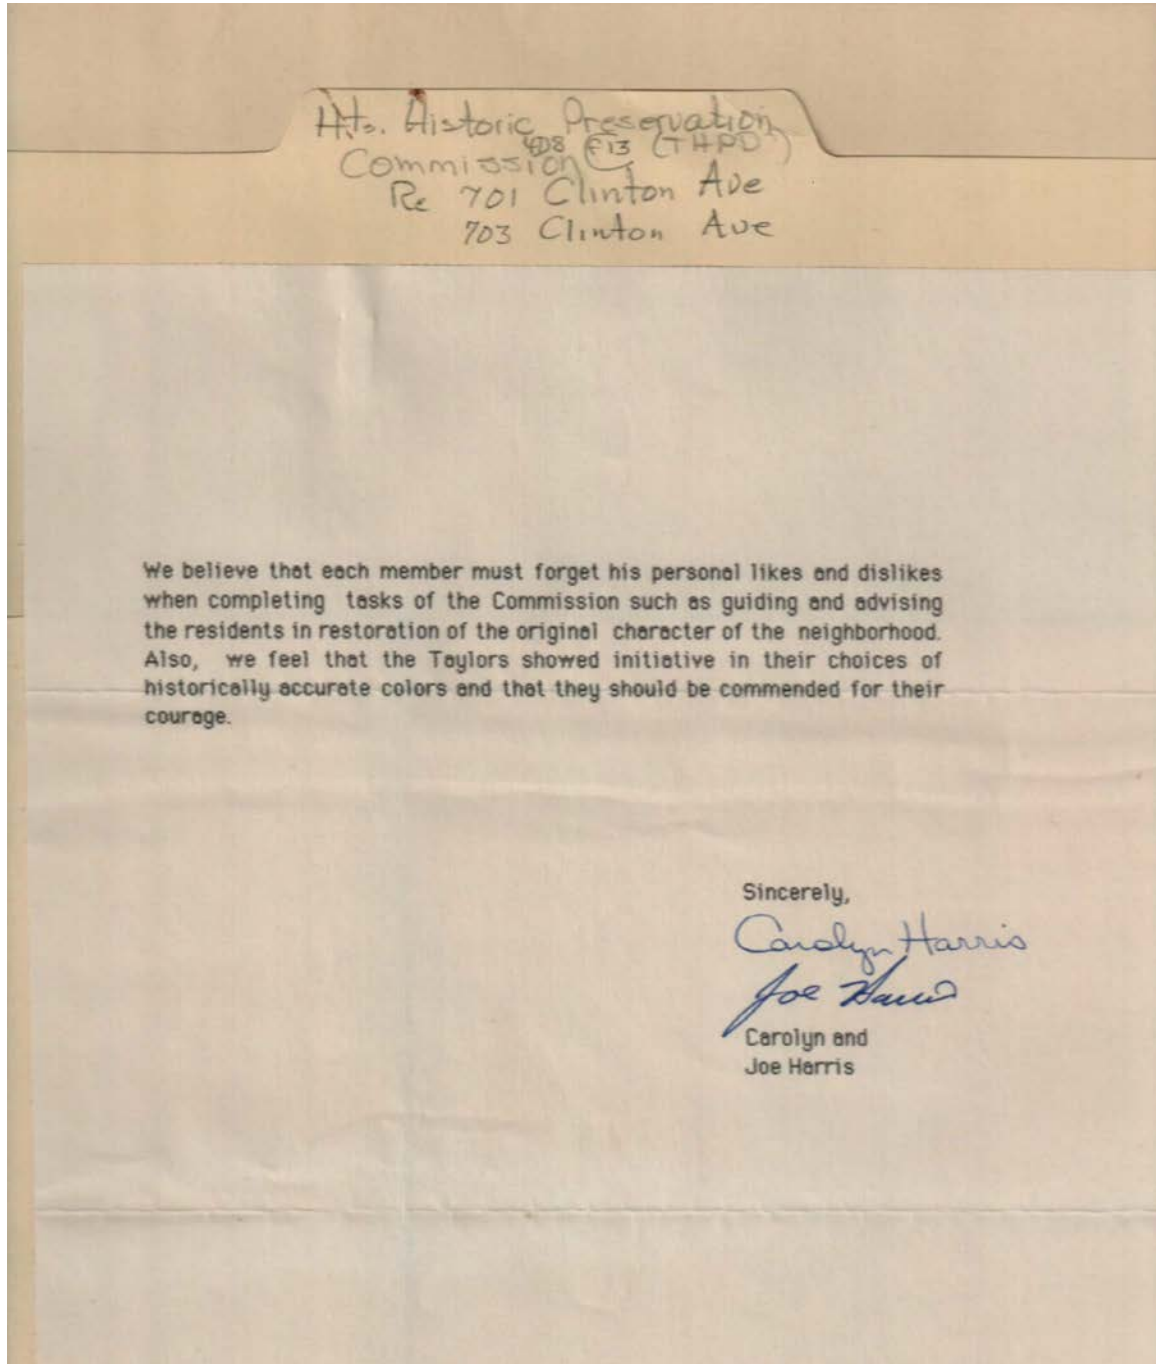 Hts. Historic Preservation
408 F13 (THPD)
Commission
Re 701 Clinton Ave
703 Clinton Ave
We believe that each member must forget his personal likes and dislikes
when completing tasks of the Commission such as guiding and advising
the residents in restoration of the original character of the neighborhood.
Also, we feel that the Taylors showed initiative in their choices of
historically accurate colors and that they should be commended for their
courage.
Sincerely,
Carolyn Harris
Joe Harris
Carolyn and
Joe Harris